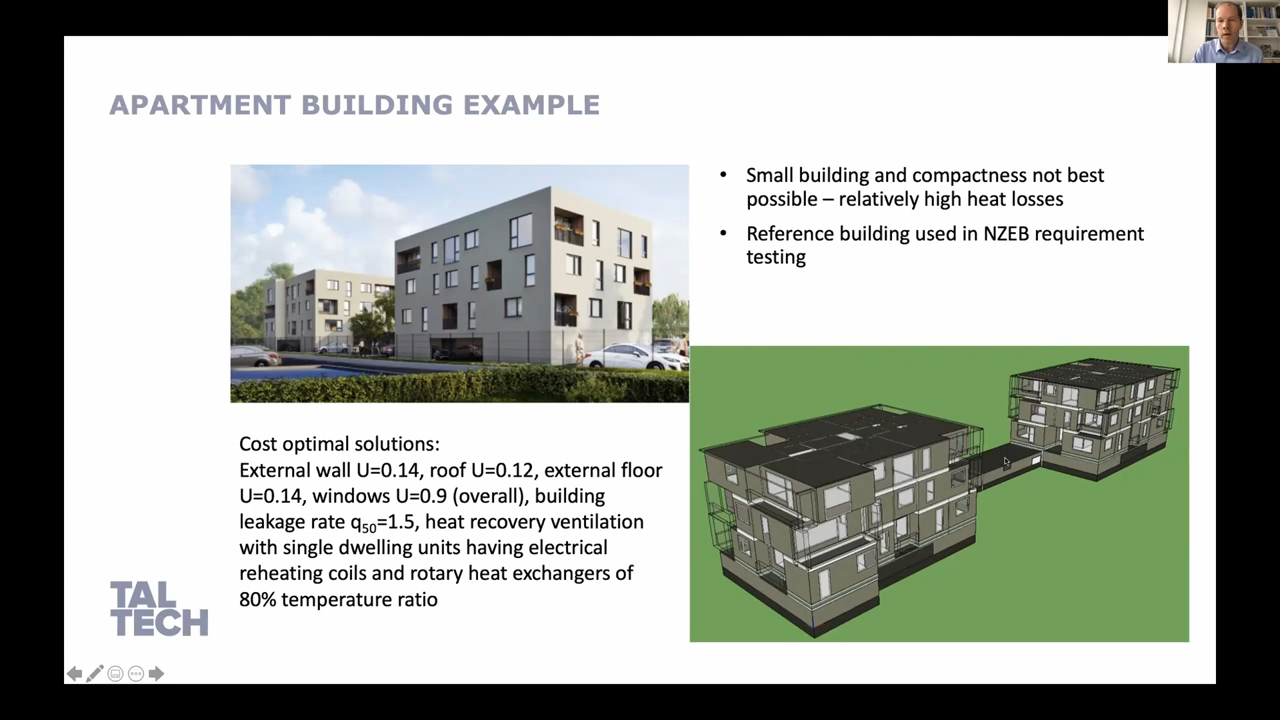 APARTMENT BUILDING EXAMPLE
• Small building and compactness not best
possible – relatively high heat losses
• Reference building used in NZEB requirement
testing
Cost optimal solutions:
External wall U=0.14, roof U=0.12, external floor
U=0.14, windows U=0.9 (overall), building
leakage rate q50=1.5, heat recovery ventilation
with single dwelling units having electrical
reheating coils and rotary heat exchangers of
80% temperature ratio
TAL
TECH